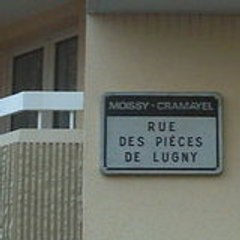 MOISSY-CRAMAYEL
RUE
DES PIÈCES
DE LUGNY